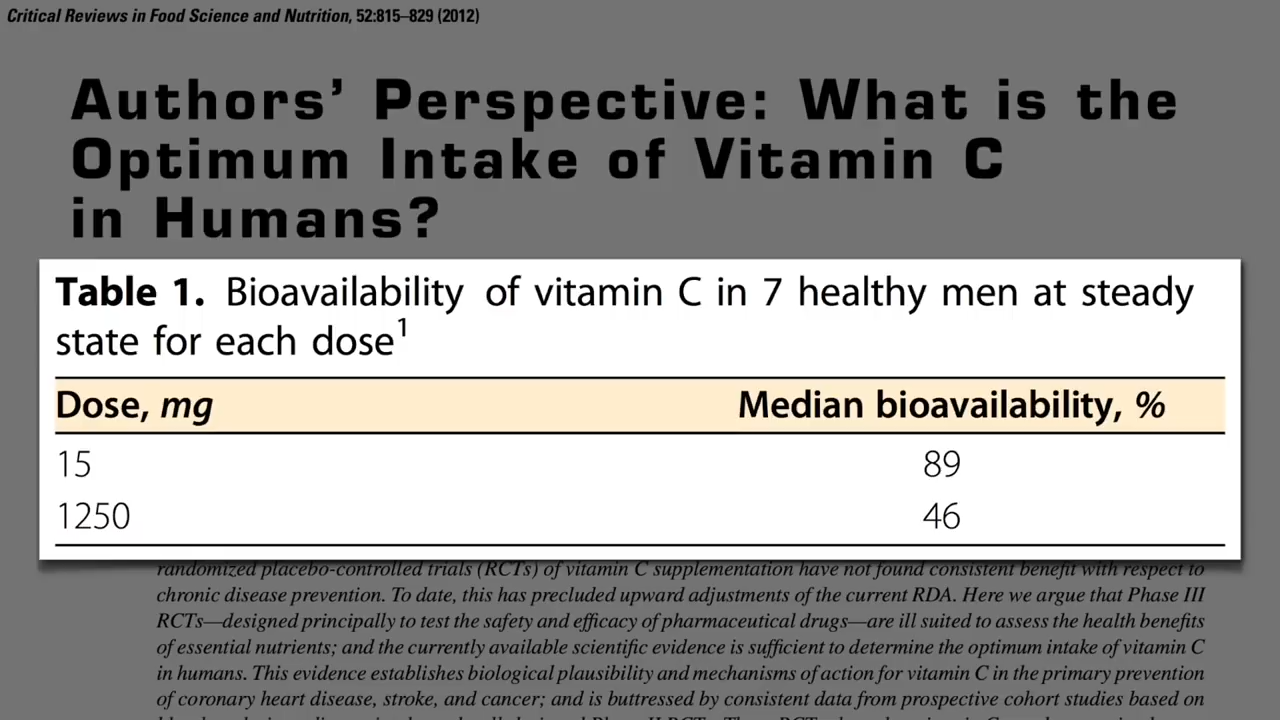 Critical Reviews in Food Science and Nutrition, 52:815–829 (2012)
Authors’ Perspective: What is the
Optimum Intake of Vitamin C
in Humans?
Table 1. Bioavailability of vitamin C in 7 healthy men at steady
state for each dose1
Dose, mg Median bioavailability, %
15 89
1250 46
randomized placebo-controlled trials (RCTs) of vitamin C supplementation have not found consistent benefit with respect to
chronic disease prevention. To date, this has precluded upward adjustments of the current RDA. Here we argue that Phase III
RCTs—designed principally to test the safety and efficacy of pharmaceutical drugs—are ill suited to assess the health benefits
of essential nutrients; and the currently available scientific evidence is sufficient to determine the optimum intake of vitamin C
in humans. This evidence establishes biological plausibility and mechanisms of action for vitamin C in the primary prevention
of coronary heart disease, stroke, and cancer; and is buttressed by consistent data from prospective cohort studies based on